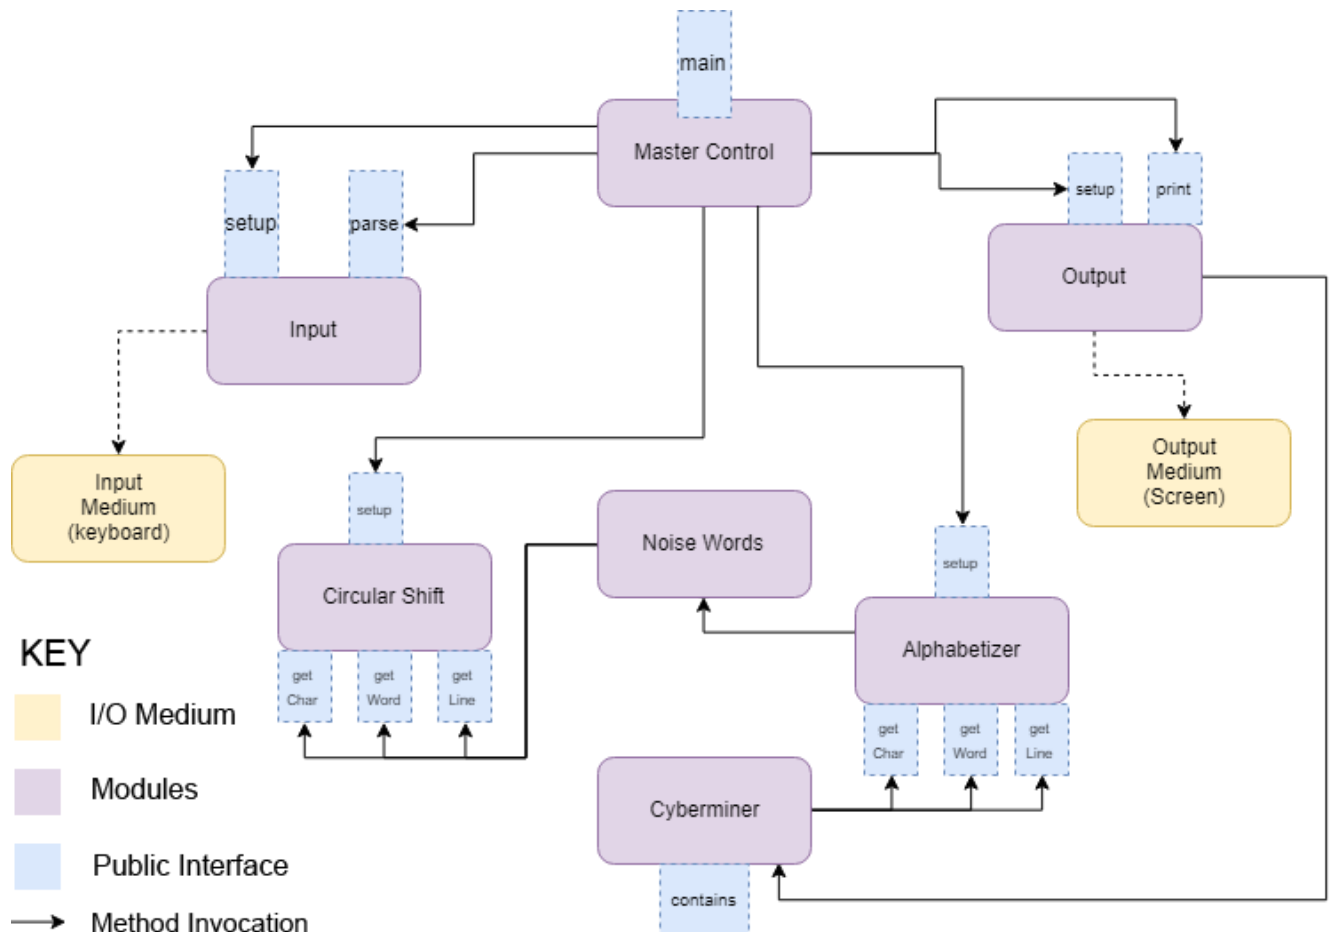 main
Master Control
setup
parse
setup
print
Input
Output
Input
Medium
(keyboard)
Output
Medium
(Screen)
setup
Circular Shift
Noise Words
setup
Alphabetizer
get
Char
get
Word
get
Line
get
Char
get
Word
get
Line
Cyberminer
contains
KEY
I/O Medium
Modules
Public Interface
Method Invocation